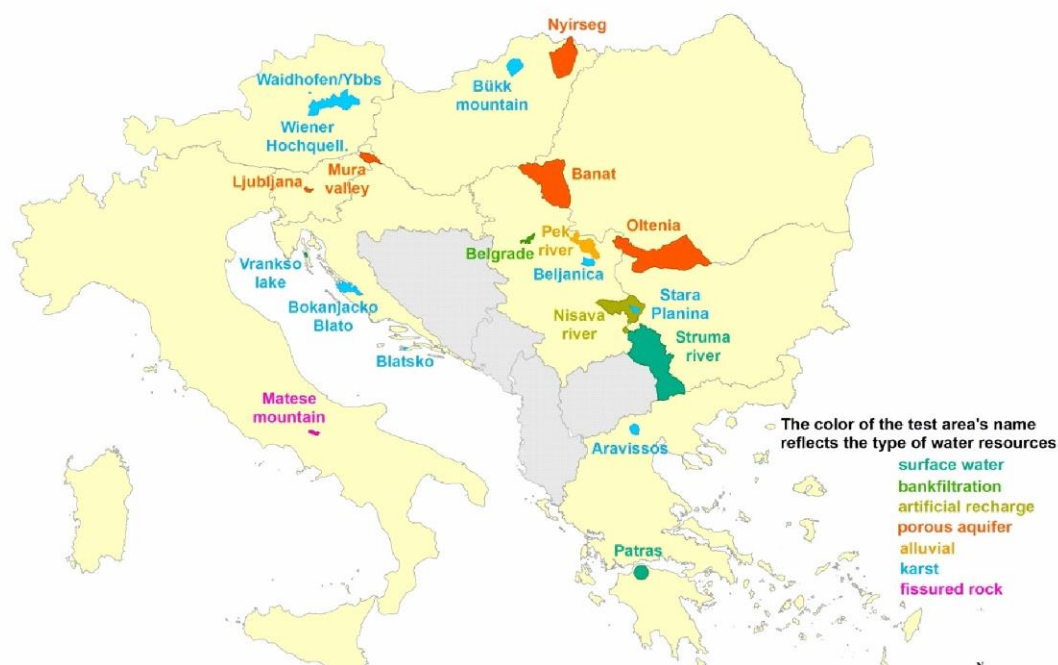 Nyirseg
Waidhofen/Ybbs
Bükk
mountain
Wiener
Hochquell.
Mura
valley
Ljubljana
Banat
Oltenia
Pek
river
Belgrade
Beljanica
Vrankso
lake
Bokanjacko
Blato
Stara
Planina
Nisava
river
Struma
river
Blatsko
Matese
mountain
Aravissos
The color of the test area's name
reflects the type of water resources
surface water
bankfiltration
artificial recharge
porous aquifer
alluvial
karst
fissured rock
Patras